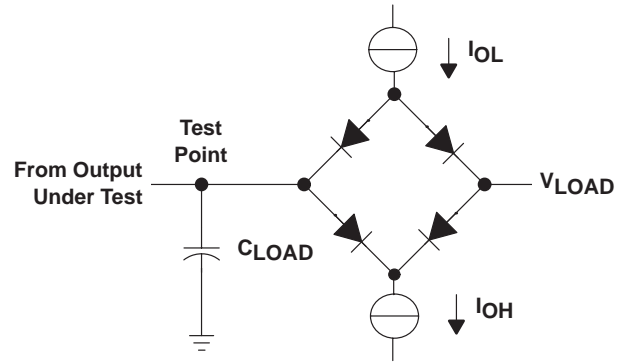 IOL
Test
Point
From Output
Under Test
VLOAD
CLOAD
IOH